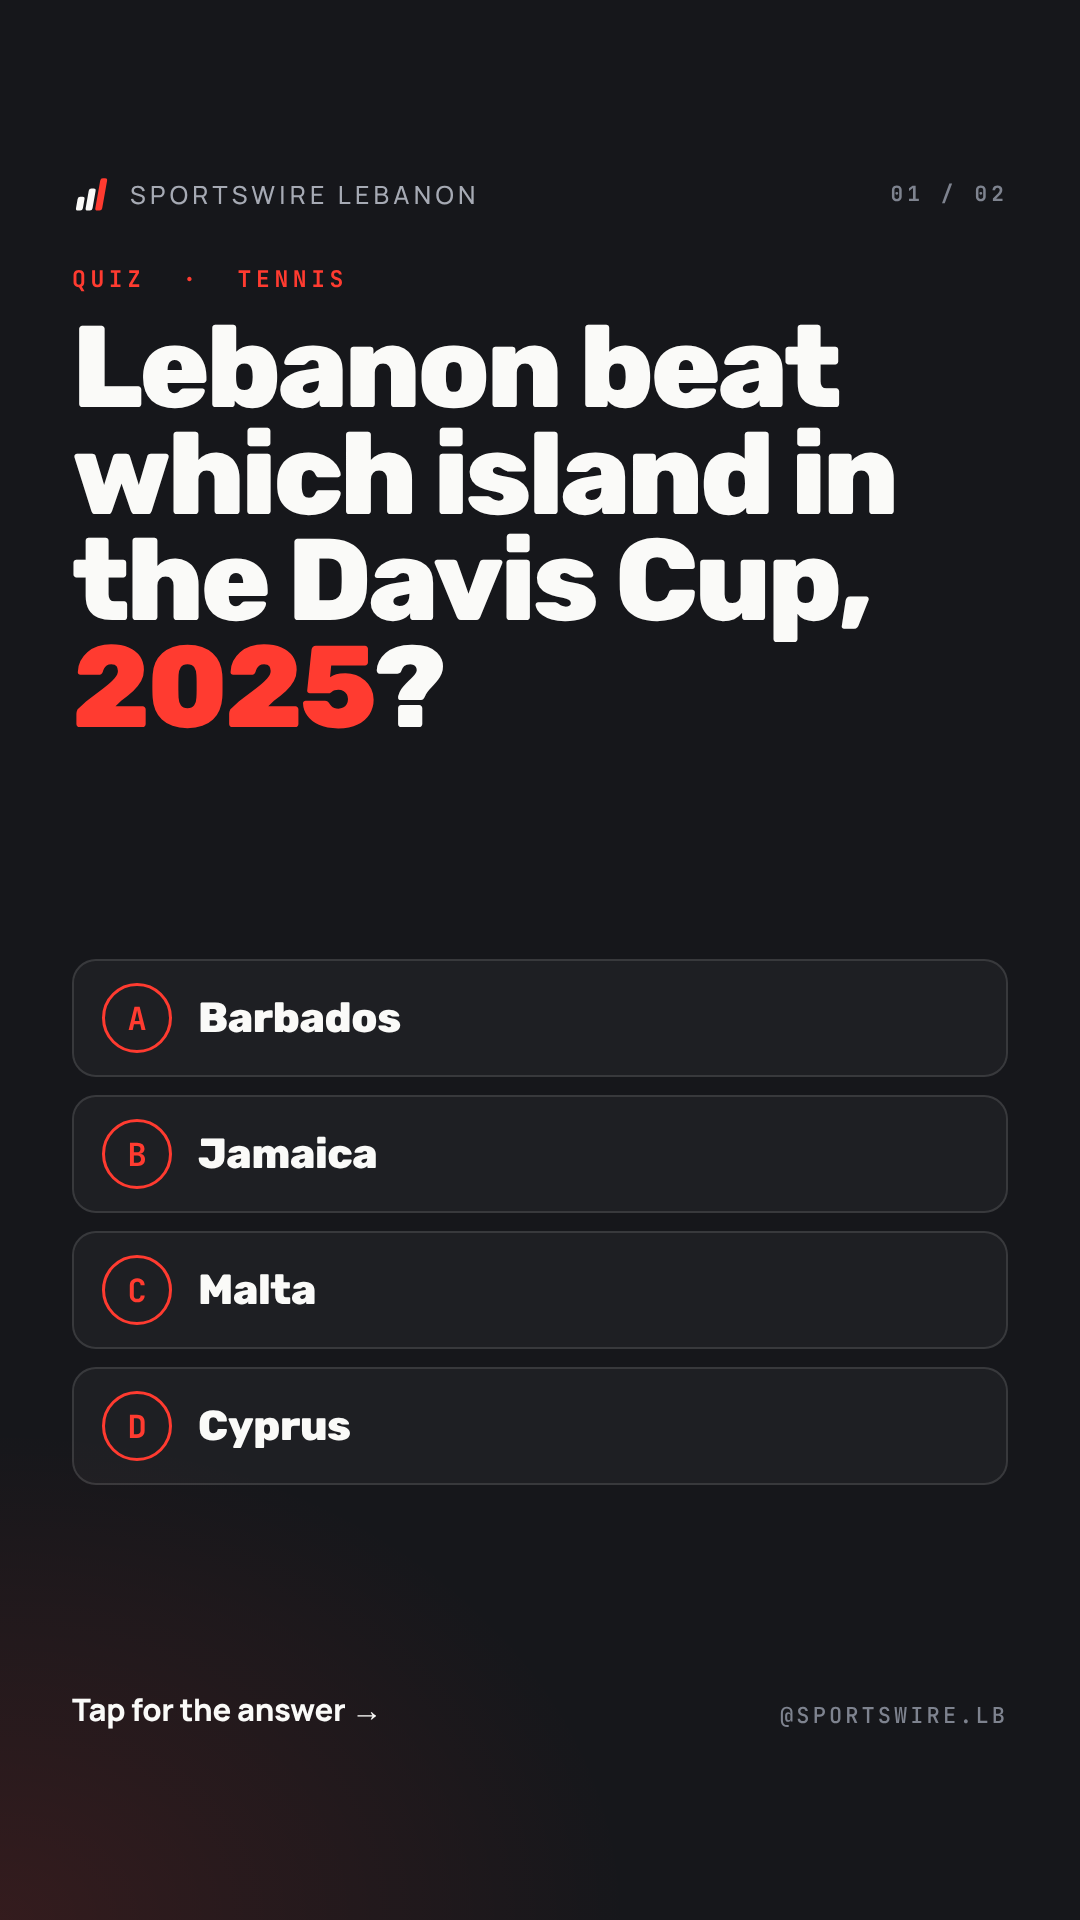 SPORTSWIRE LEBANON
01 / 02
QUIZ · TENNIS
Lebanon beat
which island in
the Davis Cup,
2025?
A Barbados
B Jamaica
C Malta
D Cyprus
Tap for the answer →
@SPORTSWIRE.LB